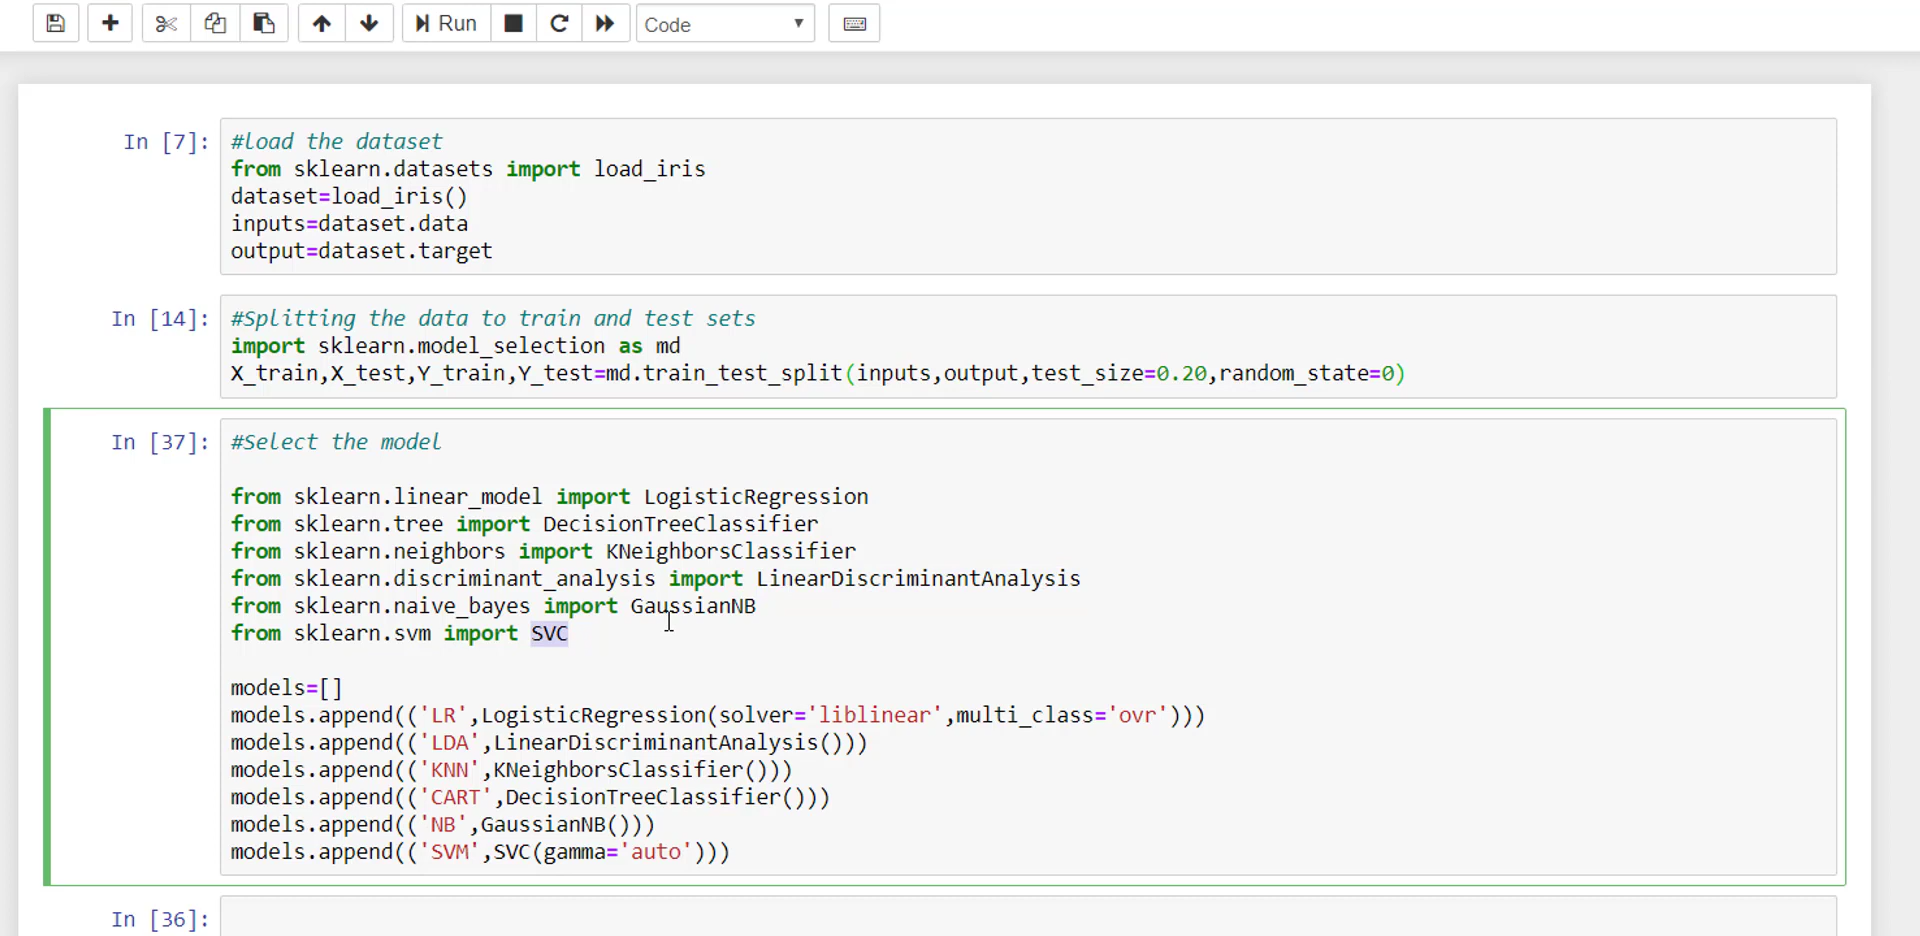 Run
Code
In [7]:
#load the dataset
from sklearn.datasets import load_iris
dataset=load_iris()
inputs=dataset.data
output=dataset.target
In [14]:
#Splitting the data to train and test sets
import sklearn.model_selection as md
X_train,X_test,Y_train,Y_test=md.train_test_split(inputs,output,test_size=0.20,random_state=0)
In [37]:
#Select the model
from sklearn.linear_model import LogisticRegression
from sklearn.tree import DecisionTreeClassifier
from sklearn.neighbors import KNeighborsClassifier
from sklearn.discriminant_analysis import LinearDiscriminantAnalysis
from sklearn.naive_bayes import GaussianNB
from sklearn.svm import SVC
models=[]
models.append(('LR',LogisticRegression(solver='liblinear',multi_class='ovr')))
models.append(('LDA',LinearDiscriminantAnalysis()))
models.append(('KNN',KNeighborsClassifier()))
models.append(('CART',DecisionTreeClassifier()))
models.append(('NB',GaussianNB()))
models.append(('SVM',SVC(gamma='auto')))
In [36]: